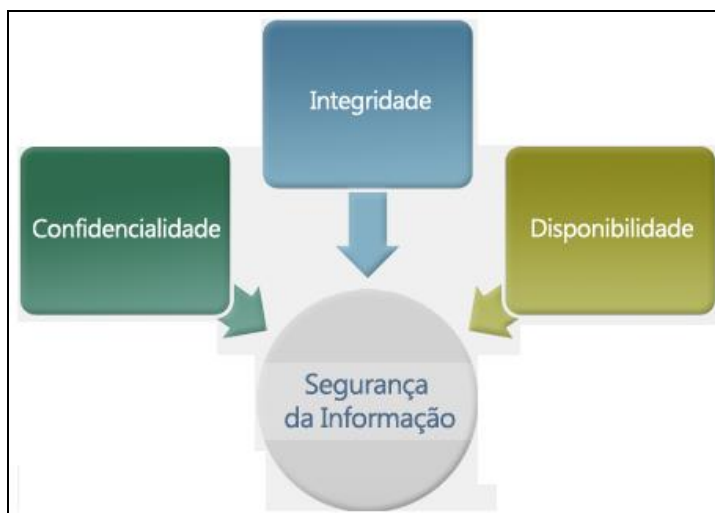 Integridade
Confidencialidade
Disponibilidade
Segurança
da Informação